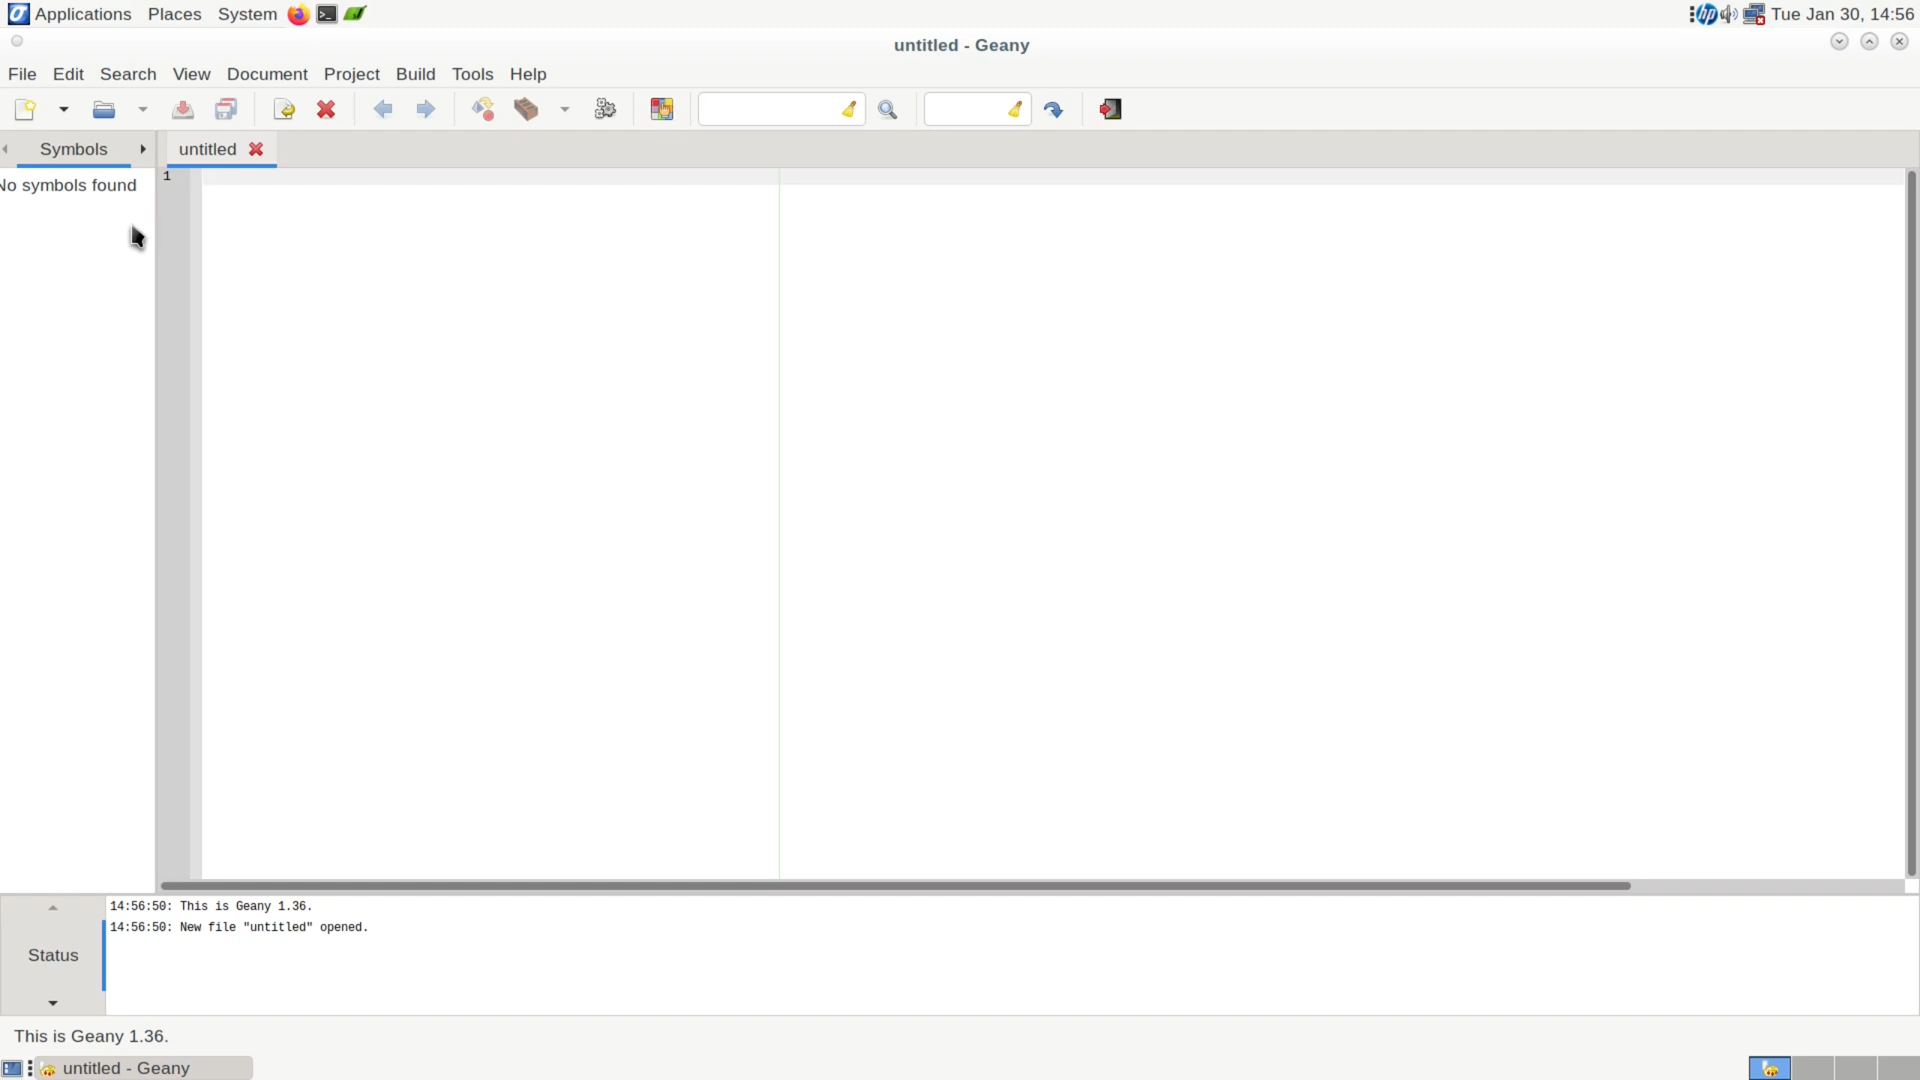 Applications Places System Tue Jan 30, 14:56
untitled - Geany
File Edit Search View Document Project Build Tools Help
Symbols untitled
No symbols found
1
14:56:50: This is Geany 1.36.
14:56:50: New file "untitled" opened.
Status
This is Geany 1.36.
untitled - Geany